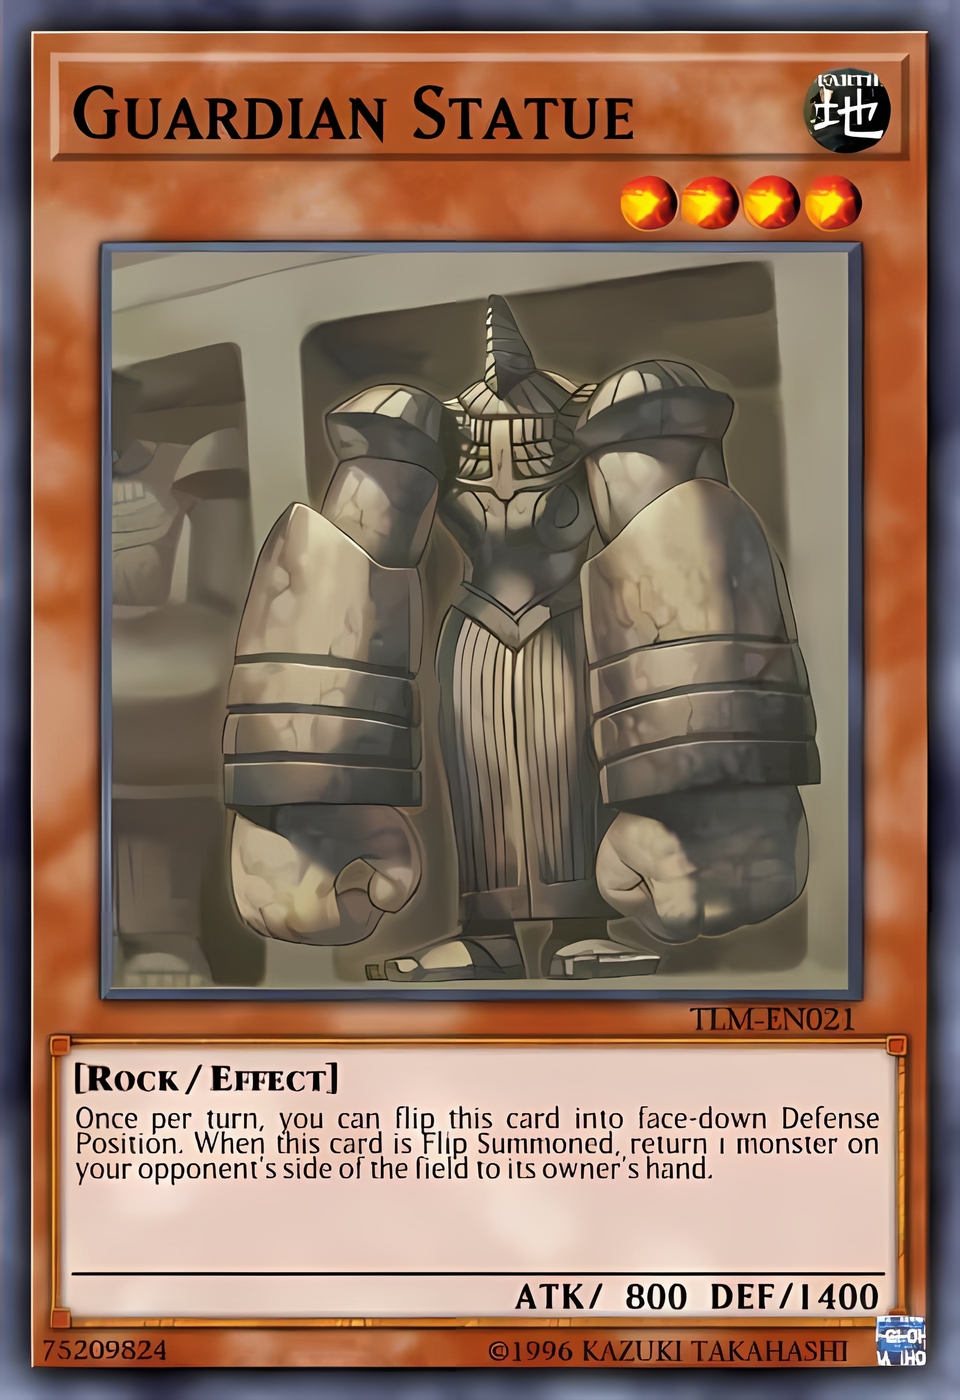 GUARDIAN STATUE
地
[ROCK / EFFECT]
Once per turn, you can flip this card into face-down Defense
Position. When this card is Flip Summoned, return 1 monster on
your opponent's side of the field to its owner's hand.
TLM-EN021
ATK/ 800 DEF/1400
75209824
©1996 KAZUKI TAKAHASHI